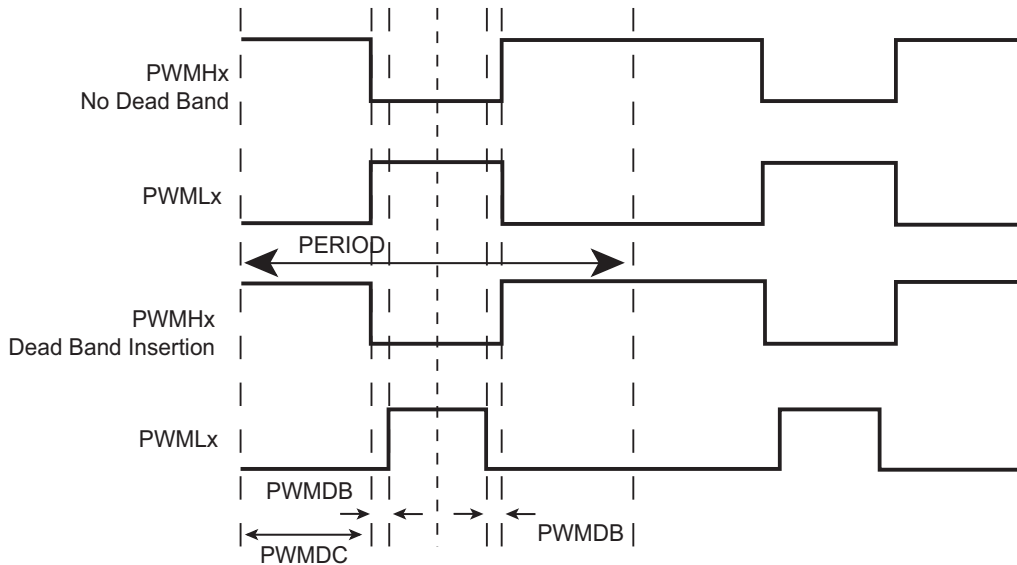 PWMHx
No Dead Band
PWMLx
PERIOD
PWMHx
Dead Band Insertion
PWMLx
PWMDB
PWMDB
PWMDC